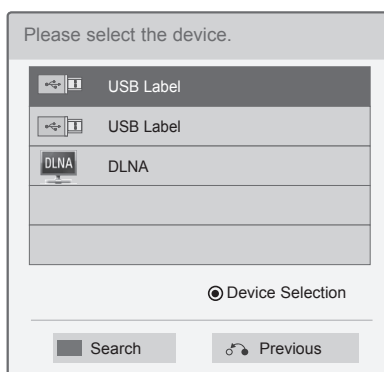 Please select the device.
USB Label
USB Label
DLNA DLNA
Device Selection
Search Previous